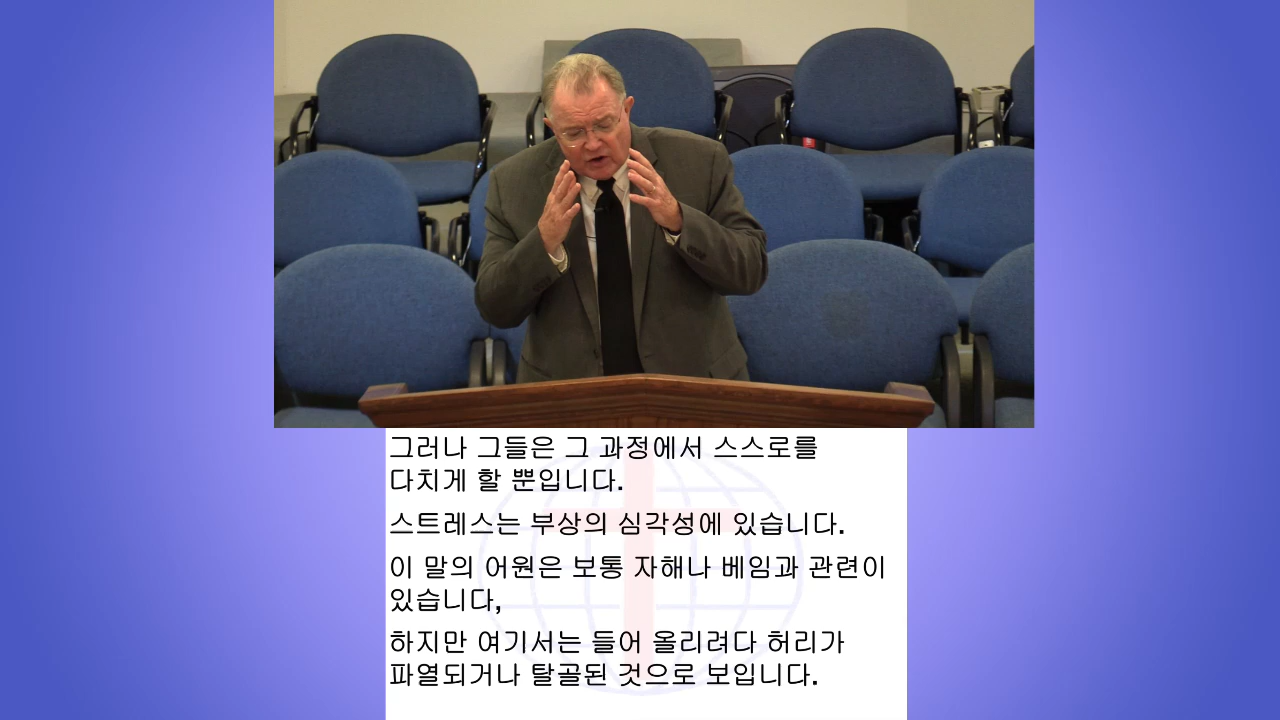 그러나 그들은 그 과정에서 스스로를
다치게 할 뿐입니다.
스트레스는 부상의 심각성에 있습니다.
이 말의 어원은 보통 자해나 베임과 관련이
있습니다,
하지만 여기서는 들어 올리려다 허리가
파열되거나 탈골된 것으로 보입니다.